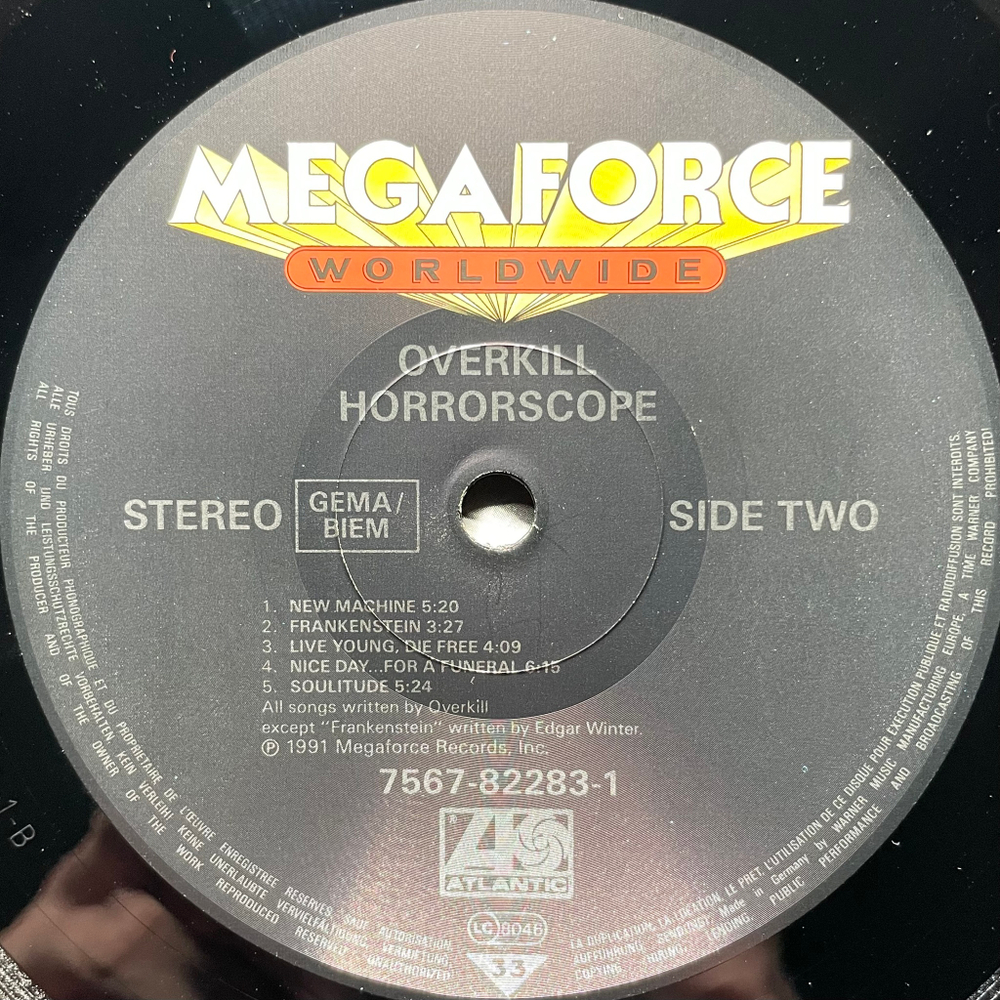 MEGAFORCE
WORLDWIDE
OVERKILL
HORRORSCOPE
STEREO
GEMA/
BIEM
SIDE TWO
1. NEW MACHINE 5:20
2. FRANKENSTEIN 3:27
3. LIVE YOUNG, DIE FREE 4:09
4. NICE DAY...FOR A FUNERAL 6:15
5. SOULITUDE 5:24
All songs written by Overkill
except "Frankenstein" written by Edgar Winter.
℗ 1991 Megaforce Records, Inc.
7567-82283-1
®
ATLANTIC
LC 8046
33
TOUS DROITS DU PRODUCTEUR PHONOGRAPHIQUE ET DU PROPRIETAIRE DE L'ŒUVRE ENREGISTREE RESERVES. SAUF AUTORISATION, LA DUPLICATION, LA LOCATION, LE PRET, L'UTILISATION DE CE DISQUE POUR EXECUTION PUBLIQUE ET RADIODIFFUSION SONT INTERDITS.
ALLE URHEBER UND LEISTUNGSSCHUTZRECHTE VORBEHALTEN. KEIN VERLEIH! KEINE UNERLAUBTE VERVIELFÄLTIGUNG, VERMIETUNG, AUFFÜHRUNG, SENDUNG! Made in Germany by WARNER MUSIC MANUFACTURING EUROPE, A TIME WARNER COMPANY
ALL RIGHTS OF THE PRODUCER AND OF THE OWNER OF THE WORK REPRODUCED RESERVED. UNAUTHORIZED COPYING, HIRING, LENDING, PUBLIC PERFORMANCE AND BROADCASTING OF THIS RECORD PROHIBITED!
1-B